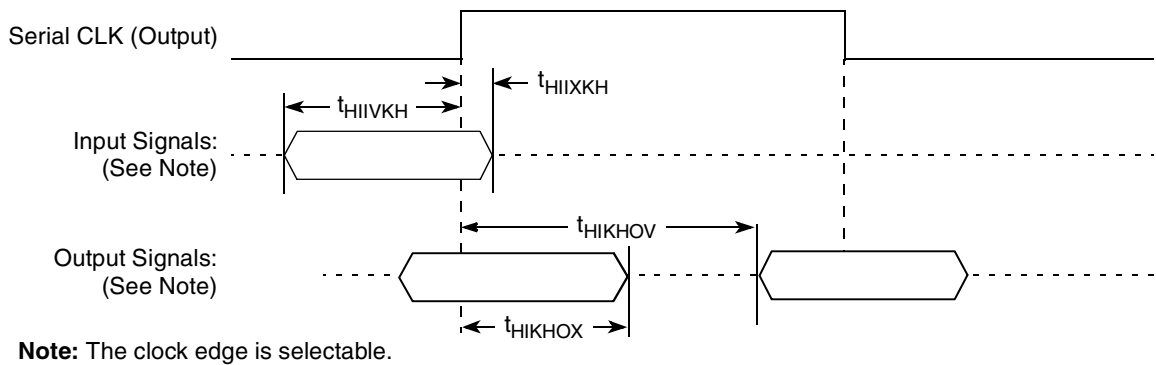 Serial CLK (Output)
tHIIXKH
tHIIVKH
Input Signals:
(See Note)
tHIKHOV
Output Signals:
(See Note)
tHIKHOX
Note: The clock edge is selectable.